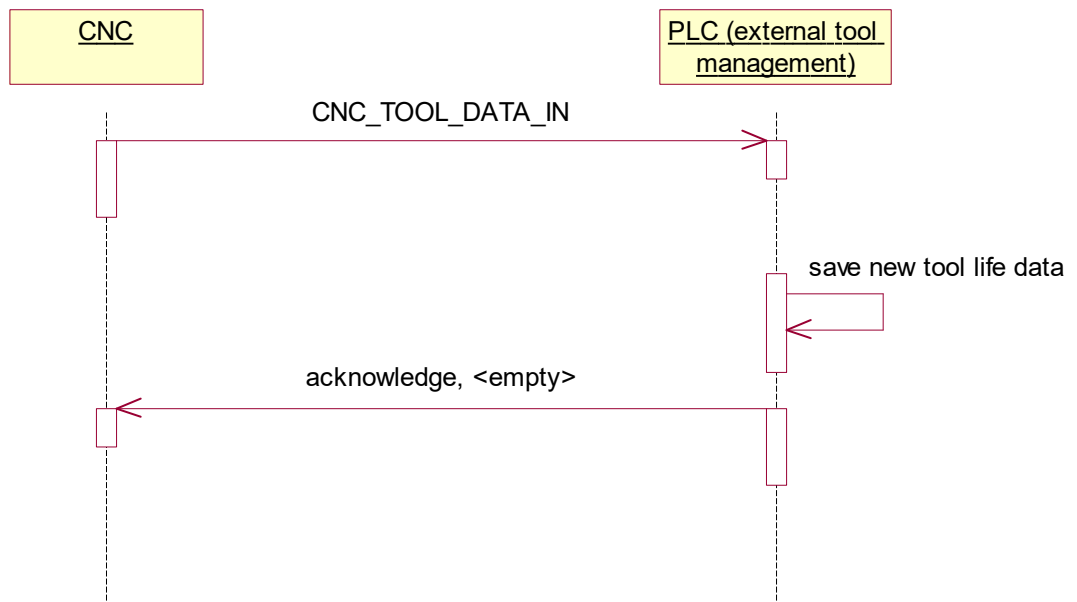 CNC
PLC (external tool
management)
CNC_TOOL_DATA_IN
save new tool life data
acknowledge, <empty>